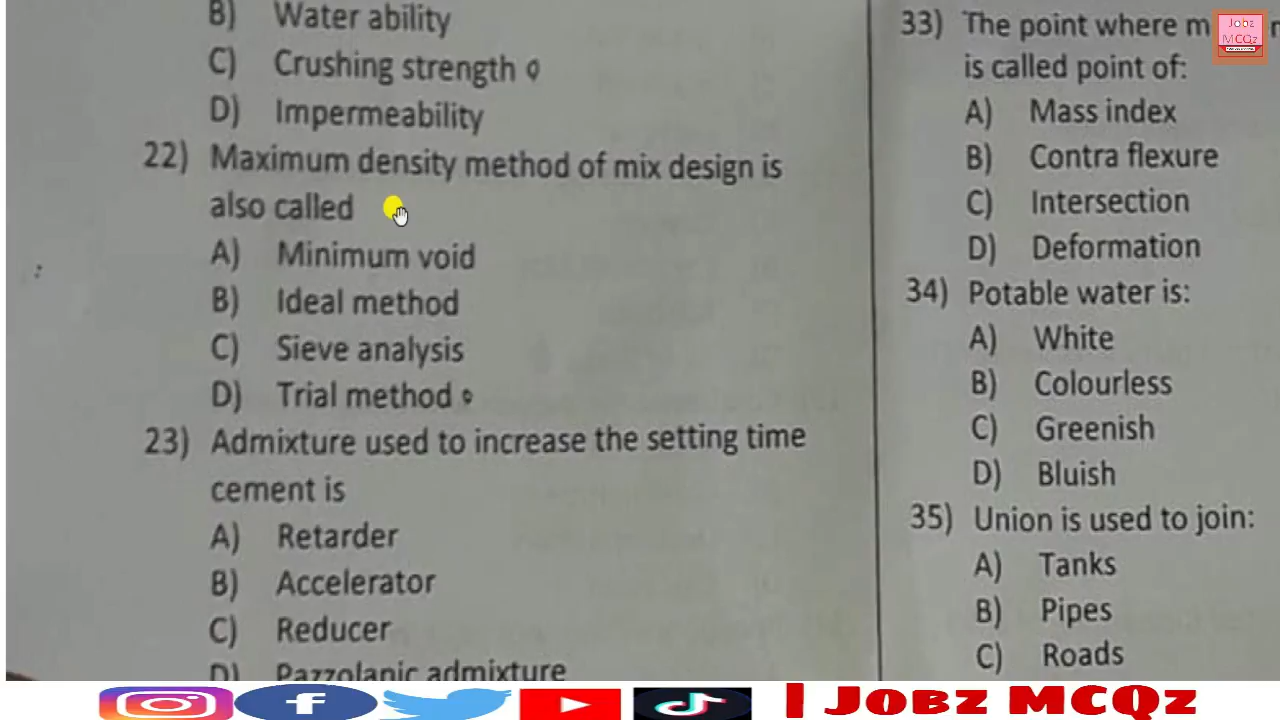 B) Water ability
C) Crushing strength
D) Impermeability
22) Maximum density method of mix design is
also called
A) Minimum void
B) Ideal method
C) Sieve analysis
D) Trial method
23) Admixture used to increase the setting time
cement is
A) Retarder
B) Accelerator
C) Reducer
D) Pazzolanic admixture
33) The point where
is called point of:
A) Mass index
B) Contra flexure
C) Intersection
D) Deformation
34) Potable water is:
A) White
B) Colourless
C) Greenish
D) Bluish
35) Union is used to join:
A) Tanks
B) Pipes
C) Roads
Jobz
MCQz
| Jobz MCQz